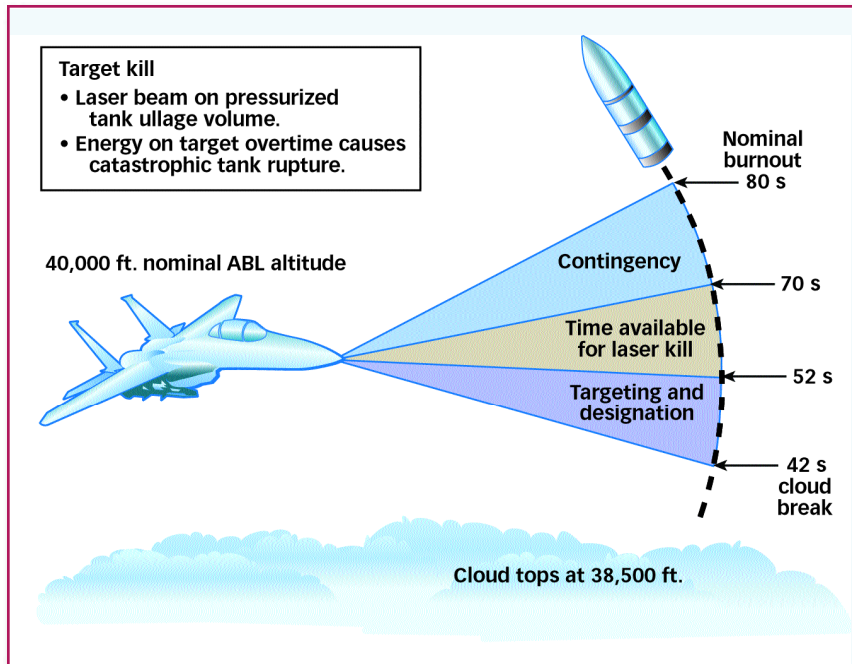 Target kill
• Laser beam on pressurized
tank ullage volume.
• Energy on target overtime causes
catastrophic tank rupture.
Nominal
burnout
80 s
40,000 ft. nominal ABL altitude
Contingency
70 s
Time available
for laser kill
52 s
Targeting and
designation
42 s
cloud
break
Cloud tops at 38,500 ft.